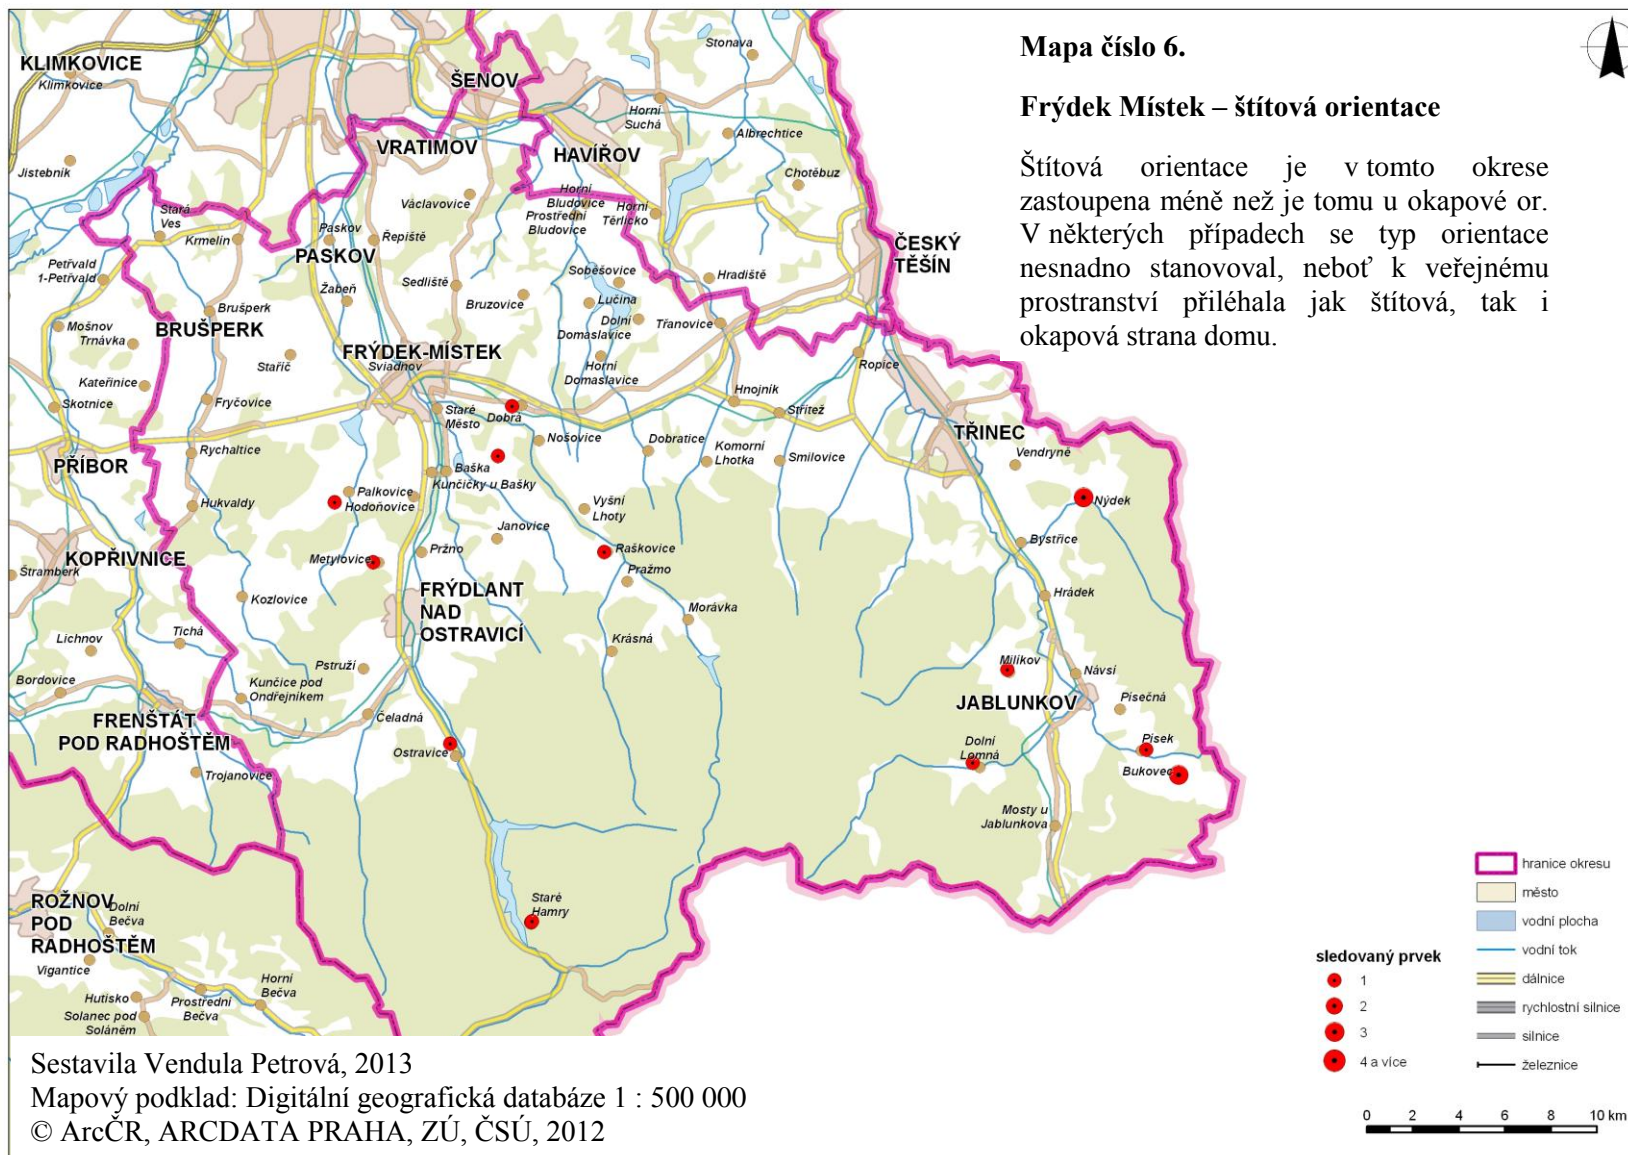 Mapa číslo 6.
Frýdek Místek – štítová orientace
Štítová orientace je v tomto okrese
zastoupena méně než je tomu u okapové or.
V některých případech se typ orientace
nesnadno stanovoval, neboť k veřejnému
prostranství přiléhala jak štítová, tak i
okapová strana domu.
KLIMKOVICE
Klimkovice
ŠENOV
Stonava
Horní
Suchá
Albrechtice
VRATIMOV
HAVÍŘOV
Jistebník
Chotěbuz
Václavovice
Horní
Bludovice
Prostřední
Bludovice
Horní
Těrlicko
Stará
Ves
Krmelín
Paskov
Řepiště
PASKOV
ČESKÝ
TĚŠÍN
Petřvald
1-Petřvald
Žabeň
Sedliště
Bruzovice
Soběšovice
Lučina
Hradiště
Brušperk
BRUŠPERK
Mošnov
Trnávka
Dolní
Domaslavice
Třanovice
FRÝDEK-MÍSTEK
Sviadnov
Staříč
Horní
Domaslavice
Ropice
Kateřinice
Skotnice
Fryčovice
Staré
Město
Dobrá
Hnojník
Střítež
Nošovice
Dobratice
Komorní
Lhotka
Smilovice
TŘINEC
Vendryně
Rychaltice
PŘÍBOR
Baška
Kunčičky u Bašky
Palkovice
Hodoňovice
Hukvaldy
Vyšní
Lhoty
Nýdek
Janovice
Bystřice
KOPŘIVNICE
Štramberk
Metylovice
Pržno
Raškovice
Pražmo
FRÝDLANT
NAD
OSTRAVICÍ
Kozlovice
Hrádek
Morávka
Lichnov
Tichá
Krásná
Milíkov
Návsí
Bordovice
Pstruží
Kunčice pod
Ondřejníkem
JABLUNKOV
Písečná
FRENŠTÁT
POD RADHOŠTĚM
Čeladná
Ostravice
Dolní
Lomná
Písek
Bukovec
Trojanovice
Mosty u
Jablunkova
ROŽNOV
POD
RADHOŠTĚM
Dolní
Bečva
Staré
Hamry
Vigantice
Hutisko
Solanec pod
Soláněm
Prostřední
Bečva
Horní
Bečva
sledovaný prvek
1
2
3
4 a více
hranice okresu
město
vodní plocha
vodní tok
dálnice
rychlostní silnice
silnice
železnice
0 2 4 6 8 10 km
Sestavila Vendula Petrová, 2013
Mapový podklad: Digitální geografická databáze 1 : 500 000
© ArcČR, ARCDATA PRAHA, ZÚ, ČSÚ, 2012